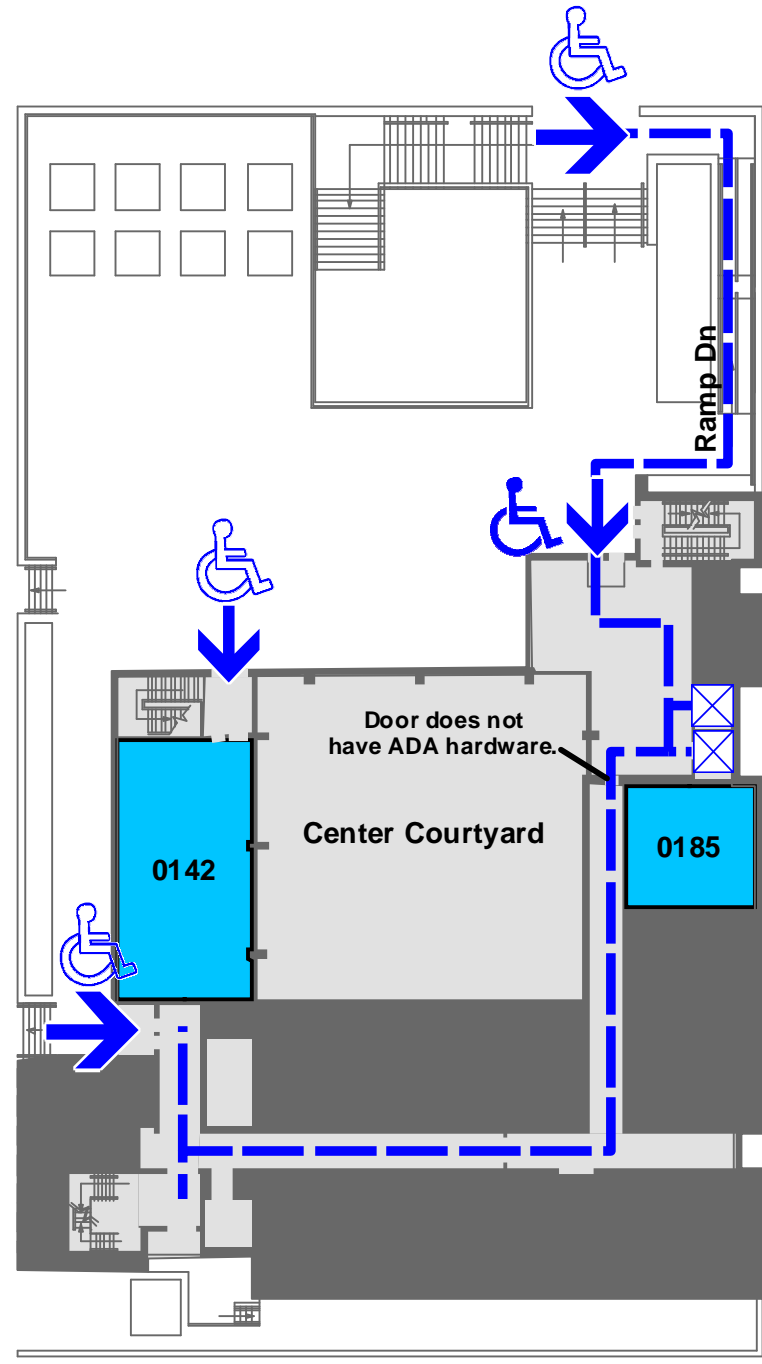 Ramp Dn
Door does not
have ADA hardware.
Center Courtyard
0142
0185